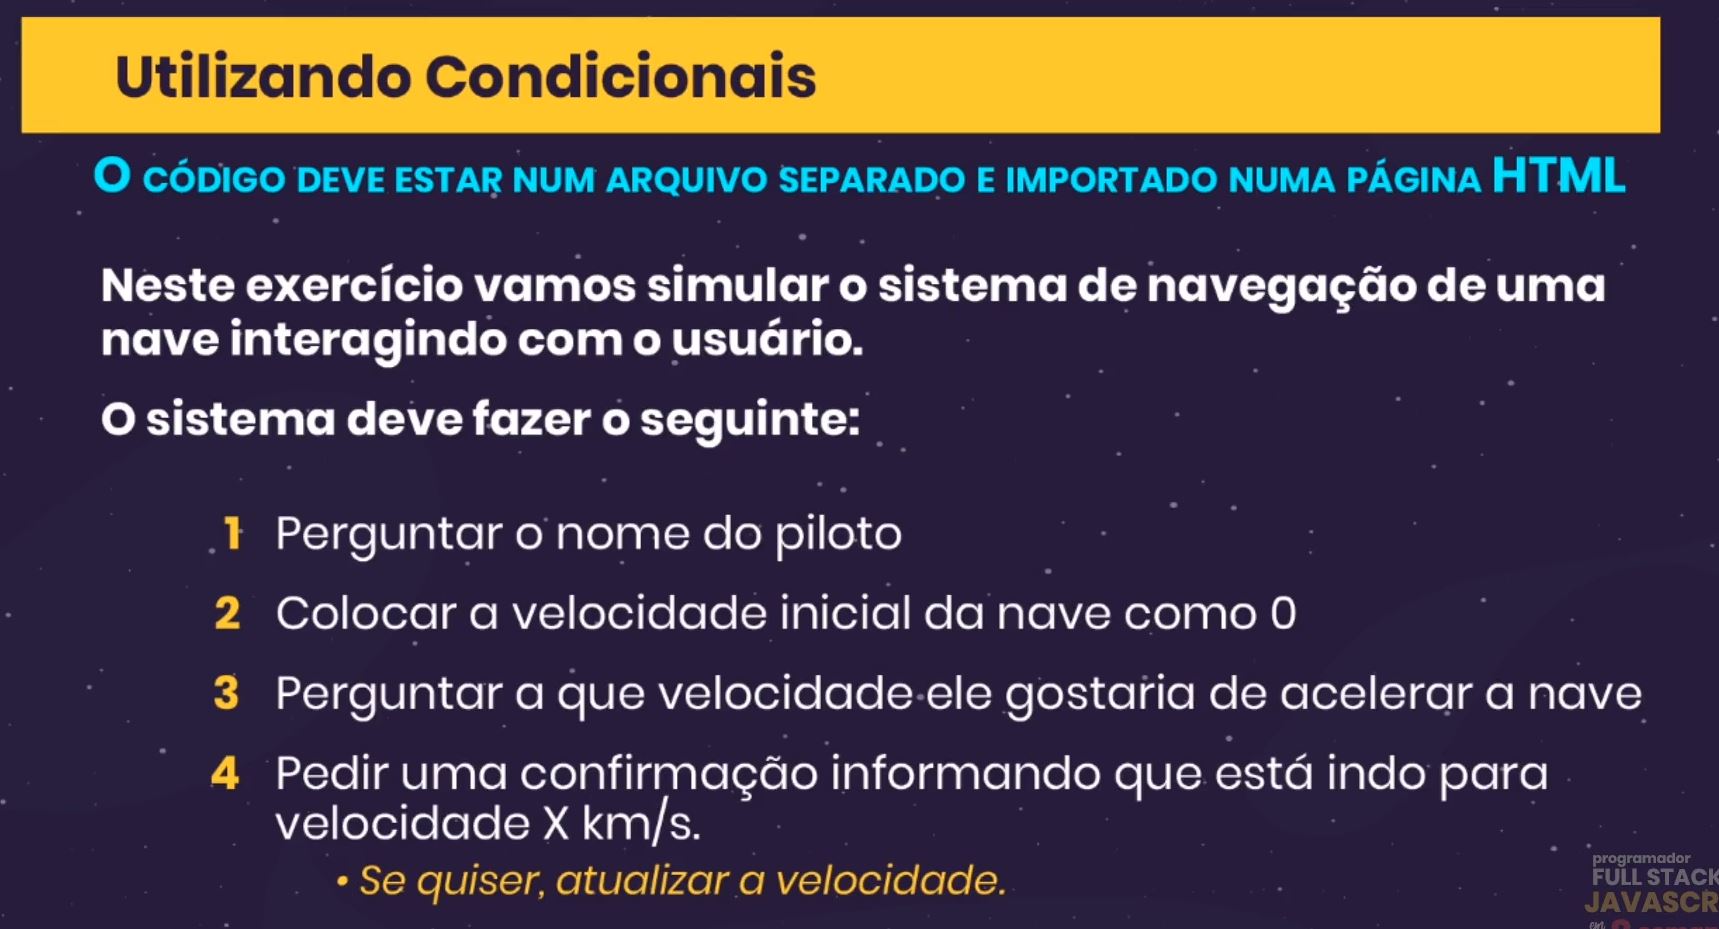 Utilizando Condicionais
O CÓDIGO DEVE ESTAR NUM ARQUIVO SEPARADO E IMPORTADO NUMA PÁGINA HTML
Neste exercício vamos simular o sistema de navegação de uma
nave interagindo com o usuário.
O sistema deve fazer o seguinte:
1 Perguntar o nome do piloto
2 Colocar a velocidade inicial da nave como 0
3 Perguntar a que velocidade ele gostaria de acelerar a nave
4 Pedir uma confirmação informando que está indo para
velocidade X km/s.
• Se quiser, atualizar a velocidade.
programador
FULL STACK
JAVASCR
em 8